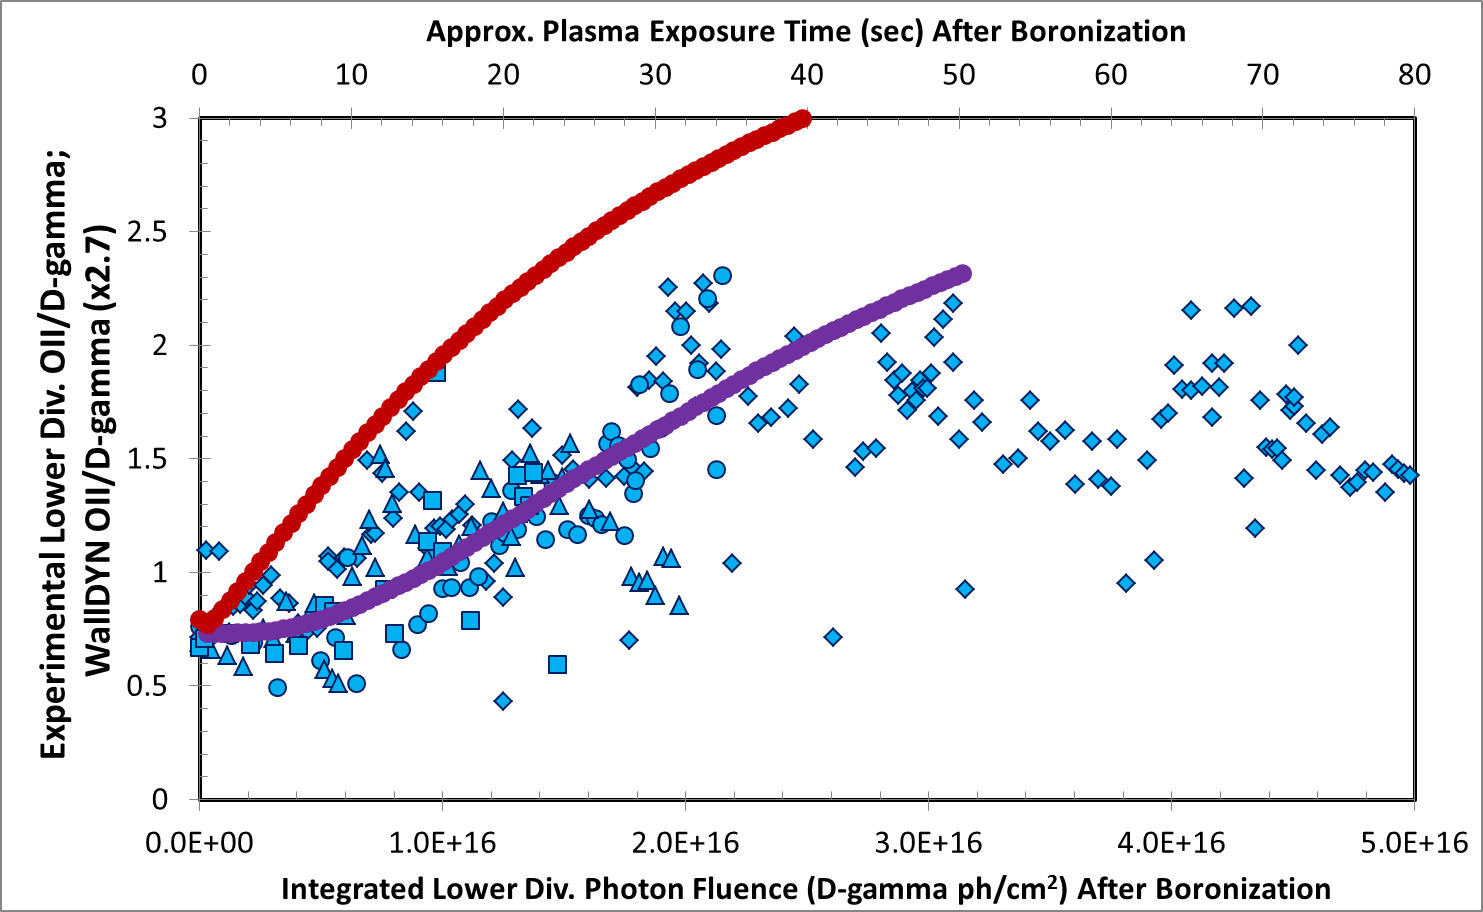 Approx. Plasma Exposure Time (sec) After Boronization
0 10 20 30 40 50 60 70 80
Experimental Lower Div. OII/D-gamma;
WallDYN OII/D-gamma (x2.7)
3
2.5
2
1.5
1
0.5
0
0.0E+00 1.0E+16 2.0E+16 3.0E+16 4.0E+16 5.0E+16
Integrated Lower Div. Photon Fluence (D-gamma ph/cm²) After Boronization